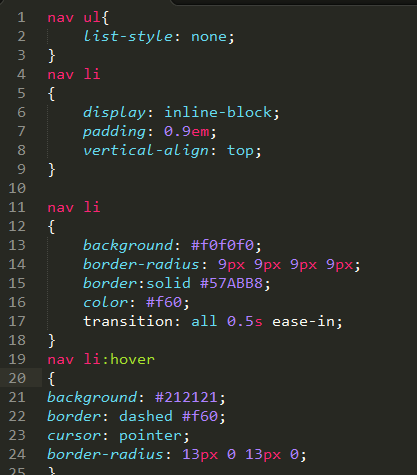 1 nav ul{
2 list-style: none;
3 }
4 nav li
5 {
6 display: inline-block;
7 padding: 0.9em;
8 vertical-align: top;
9 }
10
11 nav li
12 {
13 background: #f0f0f0;
14 border-radius: 9px 9px 9px 9px;
15 border:solid #57ABB8;
16 color: #f60;
17 transition: all 0.5s ease-in;
18 }
19 nav li:hover
20 {
21 background: #212121;
22 border: dashed #f60;
23 cursor: pointer;
24 border-radius: 13px 0 13px 0;
25 }